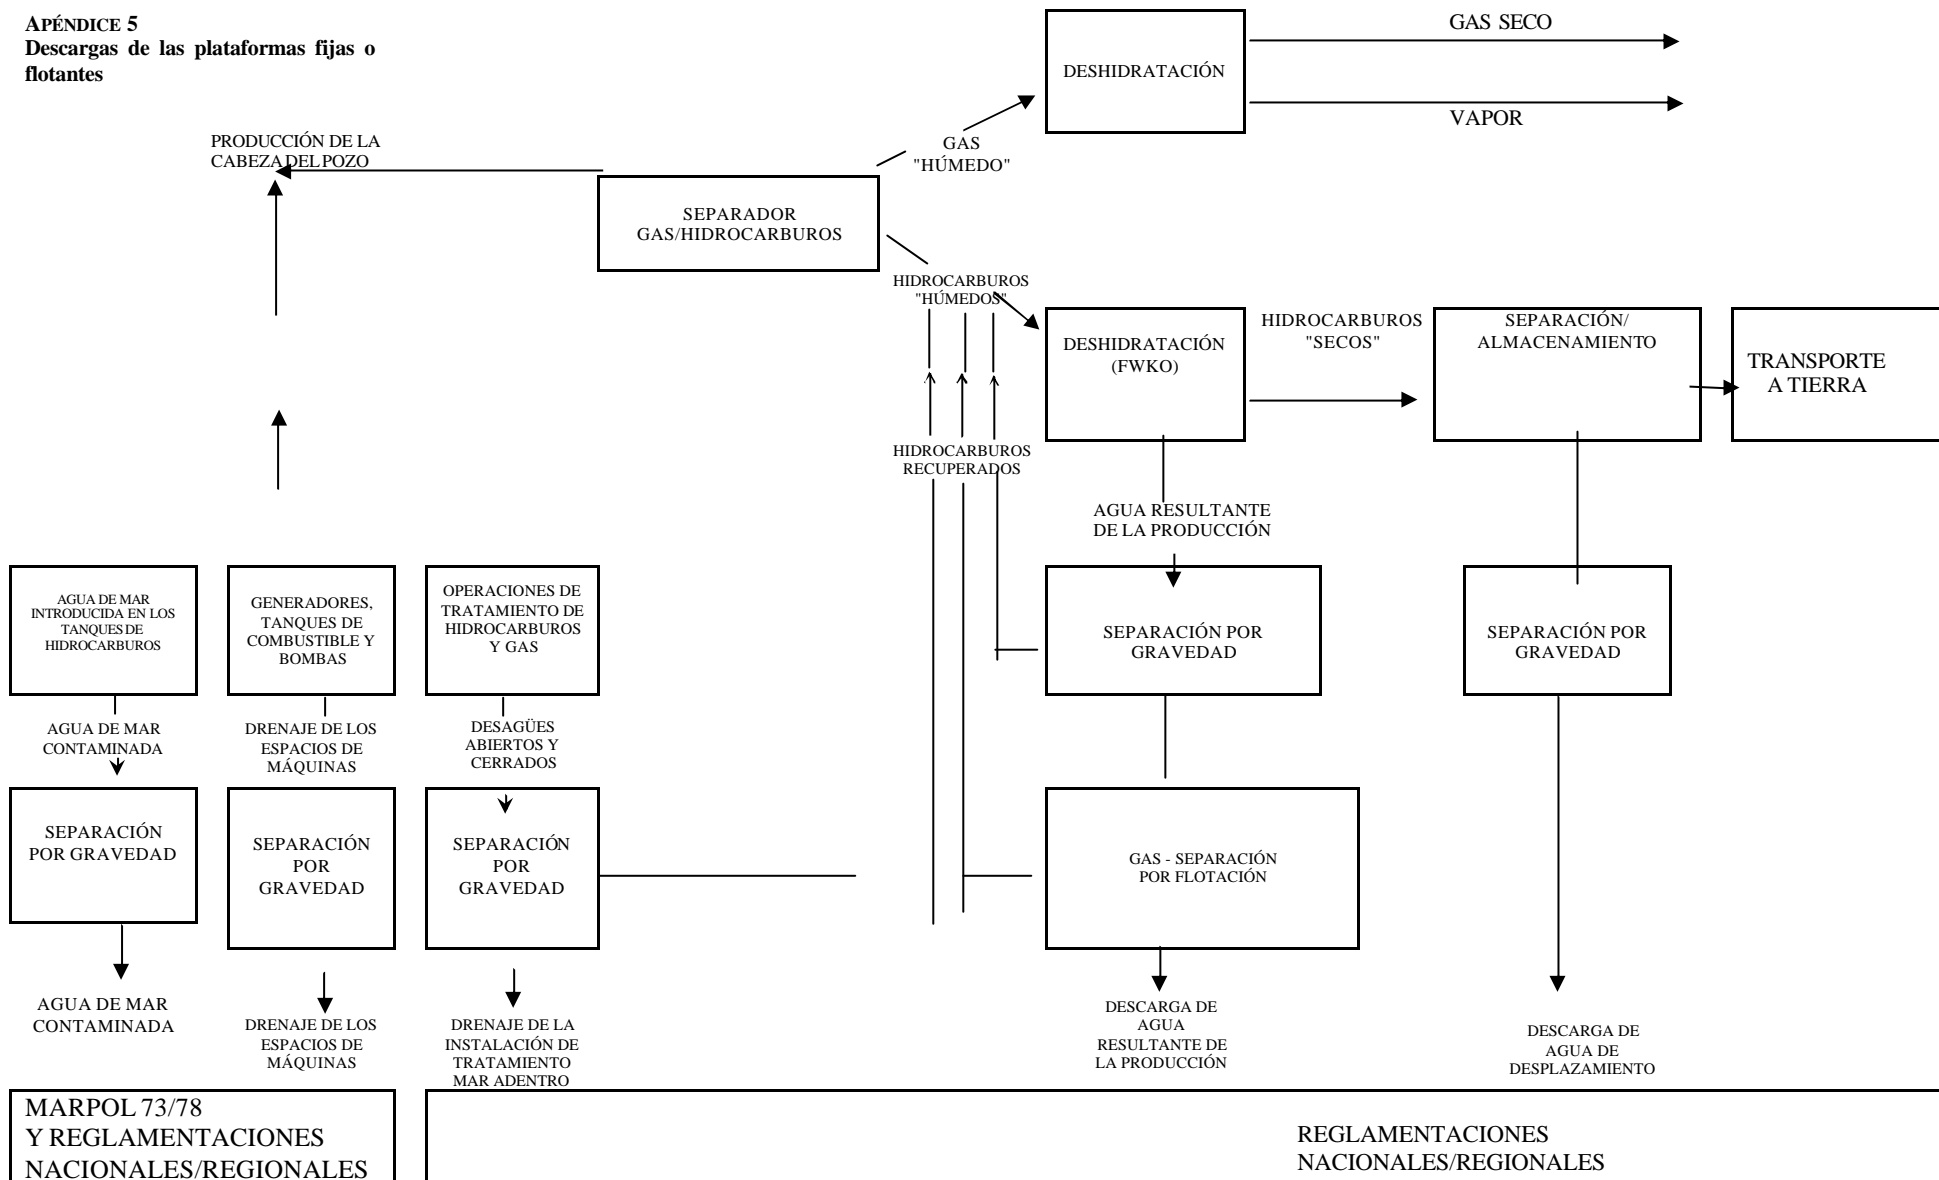 APÉNDICE 5
Descargas de las plataformas fijas o
flotantes
GAS SECO
DESHIDRATACIÓN
VAPOR
PRODUCCIÓN DE LA
CABEZA DEL POZO
GAS
"HÚMEDO"
SEPARADOR
GAS/HIDROCARBUROS
HIDROCARBUROS
"HÚMEDOS"
DESHIDRATACIÓN
(FWKO)
HIDROCARBUROS
"SECOS"
SEPARACIÓN/
ALMACENAMIENTO
TRANSPORTE
A TIERRA
HIDROCARBUROS
RECUPERADOS
AGUA RESULTANTE
DE LA PRODUCCIÓN
AGUA DE MAR
INTRODUCIDA EN LOS
TANQUES DE
HIDROCARBUROS
GENERADORES,
TANQUES DE
COMBUSTIBLE Y
BOMBAS
OPERACIONES DE
TRATAMIENTO DE
HIDROCARBUROS
Y GAS
SEPARACIÓN POR
GRAVEDAD
SEPARACIÓN POR
GRAVEDAD
AGUA DE MAR
CONTAMINADA
DRENAJE DE LOS
ESPACIOS DE
MÁQUINAS
DESAGÜES
ABIERTOS Y
CERRADOS
SEPARACIÓN
POR GRAVEDAD
SEPARACIÓN
POR
GRAVEDAD
SEPARACIÓN
POR
GRAVEDAD
GAS - SEPARACIÓN
POR FLOTACIÓN
AGUA DE MAR
CONTAMINADA
DRENAJE DE LOS
ESPACIOS DE
MÁQUINAS
DRENAJE DE LA
INSTALACIÓN DE
TRATAMIENTO
MAR ADENTRO
DESCARGA DE
AGUA
RESULTANTE DE
LA PRODUCCIÓN
DESCARGA DE
AGUA DE
DESPLAZAMIENTO
MARPOL 73/78
Y REGLAMENTACIONES
NACIONALES/REGIONALES
REGLAMENTACIONES
NACIONALES/REGIONALES